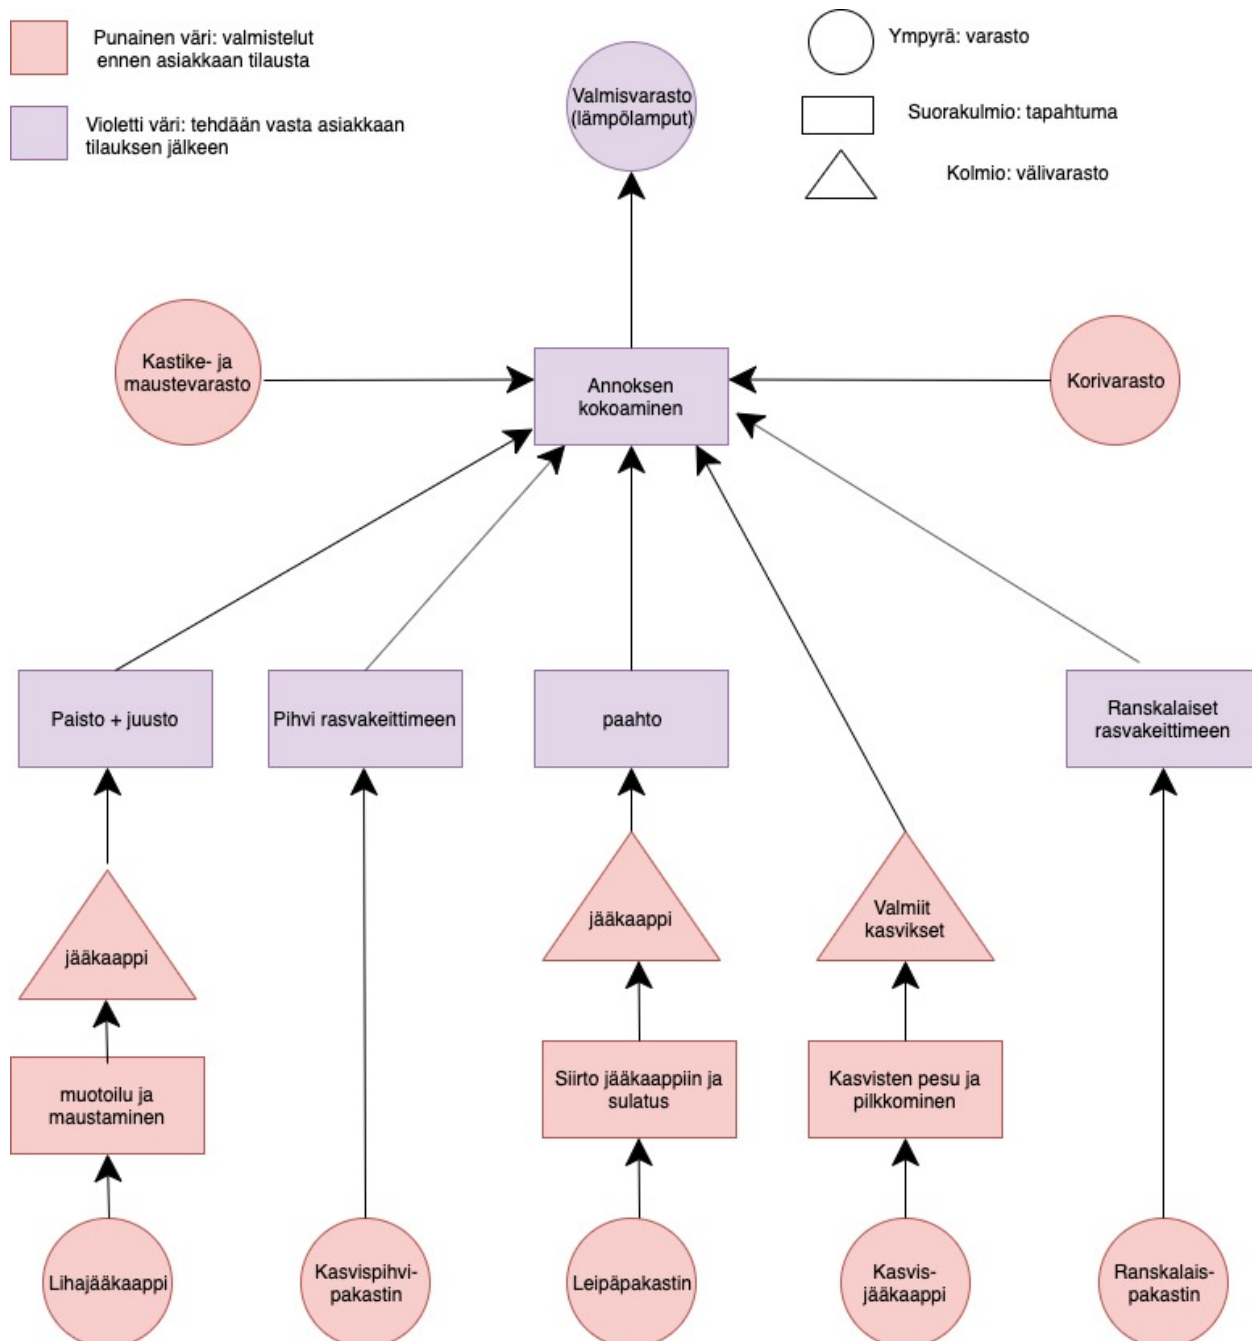 Punainen väri: valmistelut
ennen asiakkaan tilausta
Violetti väri: tehdään vasta asiakkaan
tilauksen jälkeen
Ympyrä: varasto
Suorakulmio: tapahtuma
Kolmio: välivarasto
Valmisvarasto
(lämpölamput)
Kastike- ja
maustevarasto
Annoksen
kokoaminen
Korivarasto
Paisto + juusto
Pihvi rasvakeittimeen
paahto
Ranskalaiset
rasvakeittimeen
jääkaappi
jääkaappi
Valmiit
kasvikset
muotoilu ja
maustaminen
Siirto jääkaappiin ja
sulatus
Kasvisten pesu ja
pilkkominen
Lihajääkaappi
Kasvispihvi-
pakastin
Leipäpakastin
Kasvis-
jääkaappi
Ranskalais-
pakastin